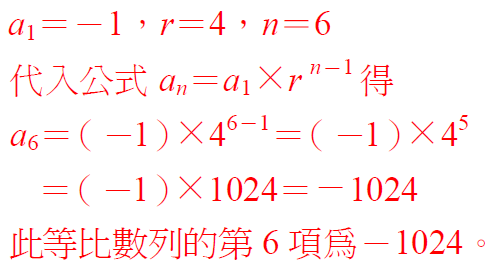 a₁＝－1，r＝4，n＝6
代入公式 aₙ＝a₁×rⁿ⁻¹ 得
a₆＝( －1 )×4⁶⁻¹＝( －1 )×4⁵
＝( －1 )×1024＝－1024
此等比數列的第 6 項為－1024。